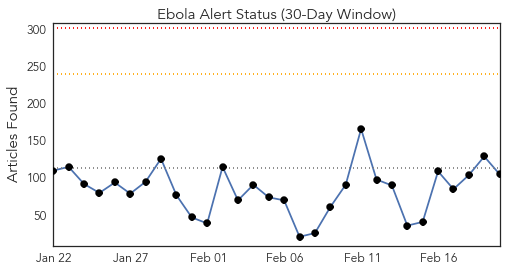 Ebola Alert Status (30-Day Window)
Articles Found
300
250
200
150
100
50
Jan 22 Jan 27 Feb 01 Feb 06 Feb 11 Feb 16